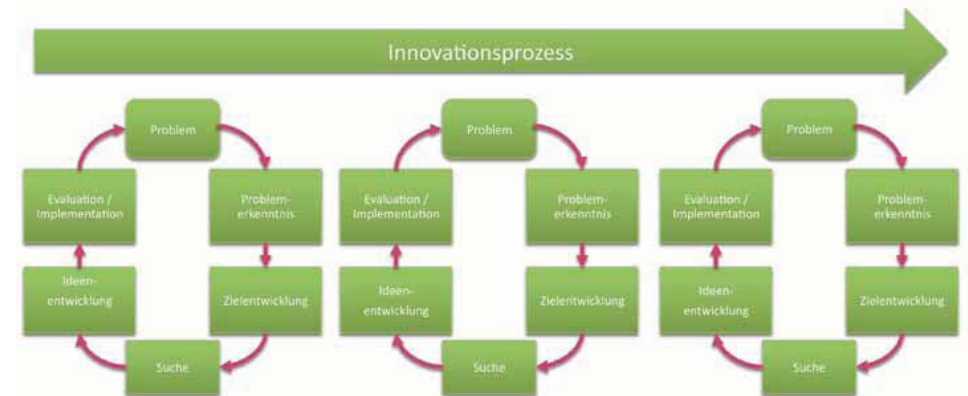 Innovationsprozess
Problem
Problem-
erkenntnis
Zielentwicklung
Suche
Ideen-
entwicklung
Evaluation /
Implementation
Problem
Problem-
erkenntnis
Zielentwicklung
Suche
Ideen-
entwicklung
Evaluation /
Implementation
Problem
Problem-
erkenntnis
Zielentwicklung
Suche
Ideen-
entwicklung
Evaluation /
Implementation